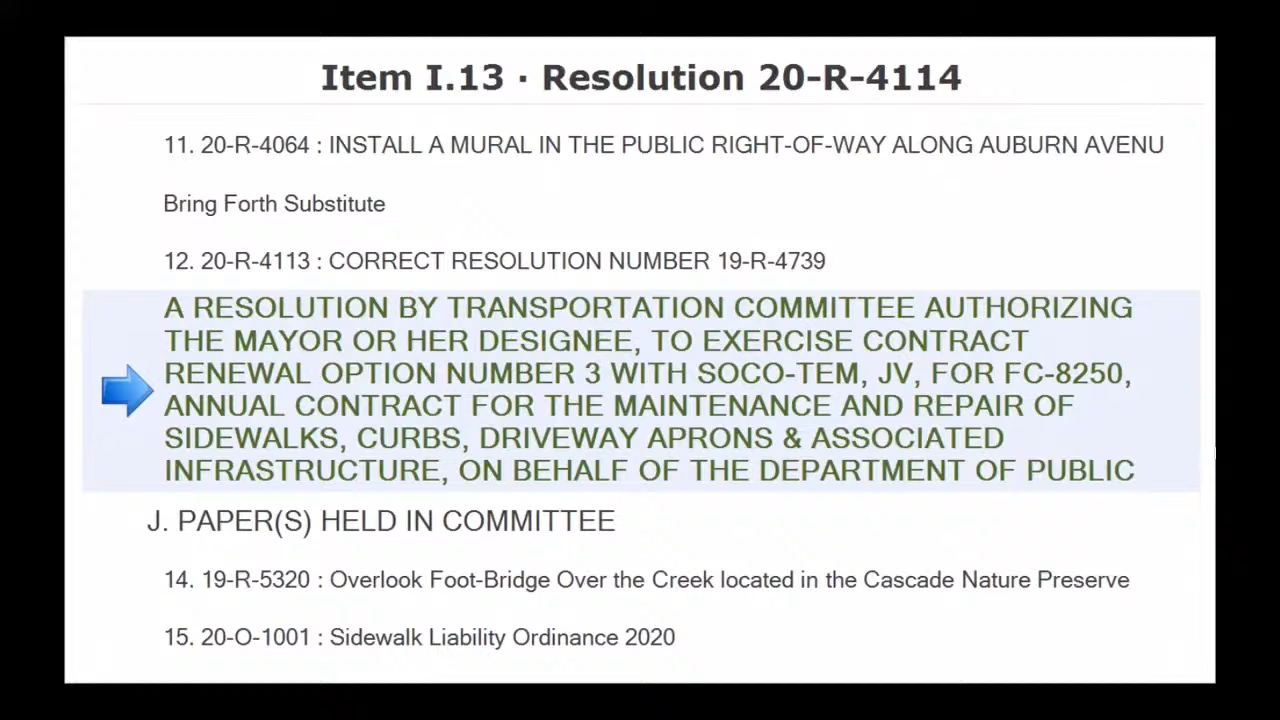 Item I.13 · Resolution 20-R-4114
11. 20-R-4064 : INSTALL A MURAL IN THE PUBLIC RIGHT-OF-WAY ALONG AUBURN AVENU
Bring Forth Substitute
12. 20-R-4113 : CORRECT RESOLUTION NUMBER 19-R-4739
A RESOLUTION BY TRANSPORTATION COMMITTEE AUTHORIZING
THE MAYOR OR HER DESIGNEE, TO EXERCISE CONTRACT
RENEWAL OPTION NUMBER 3 WITH SOCO-TEM, JV, FOR FC-8250,
ANNUAL CONTRACT FOR THE MAINTENANCE AND REPAIR OF
SIDEWALKS, CURBS, DRIVEWAY APRONS & ASSOCIATED
INFRASTRUCTURE, ON BEHALF OF THE DEPARTMENT OF PUBLIC
J. PAPER(S) HELD IN COMMITTEE
14. 19-R-5320 : Overlook Foot-Bridge Over the Creek located in the Cascade Nature Preserve
15. 20-O-1001 : Sidewalk Liability Ordinance 2020